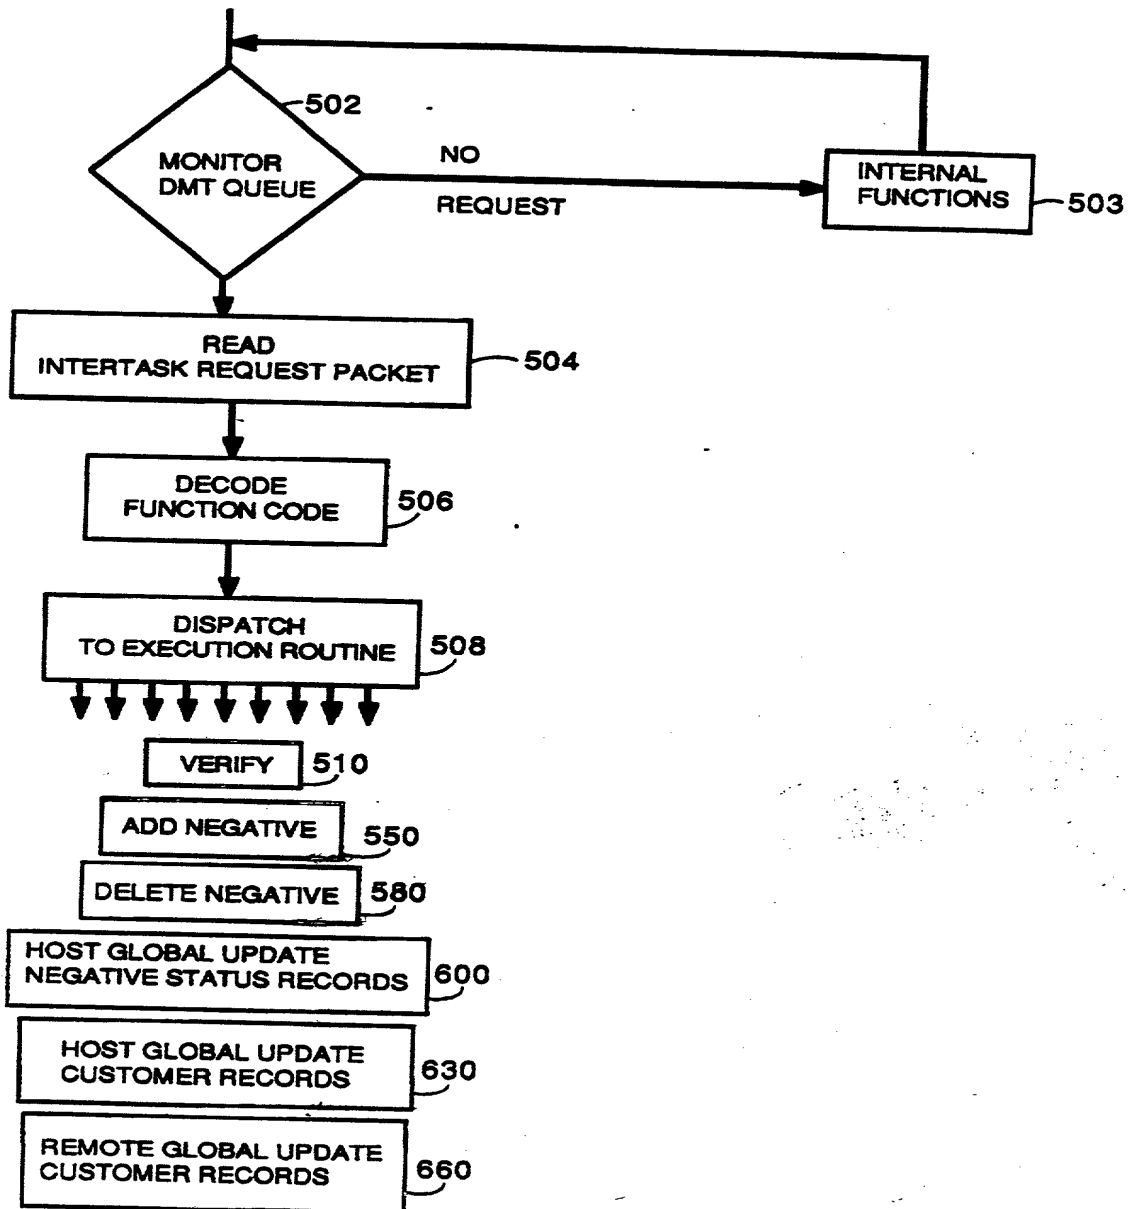 502
MONITOR
DMT QUEUE
NO
REQUEST
INTERNAL
FUNCTIONS
503
READ
INTERTASK REQUEST PACKET
504
DECODE
FUNCTION CODE
506
DISPATCH
TO EXECUTION ROUTINE
508
VERIFY
510
ADD NEGATIVE
550
DELETE NEGATIVE
580
HOST GLOBAL UPDATE
NEGATIVE STATUS RECORDS
600
HOST GLOBAL UPDATE
CUSTOMER RECORDS
630
REMOTE GLOBAL UPDATE
CUSTOMER RECORDS
660